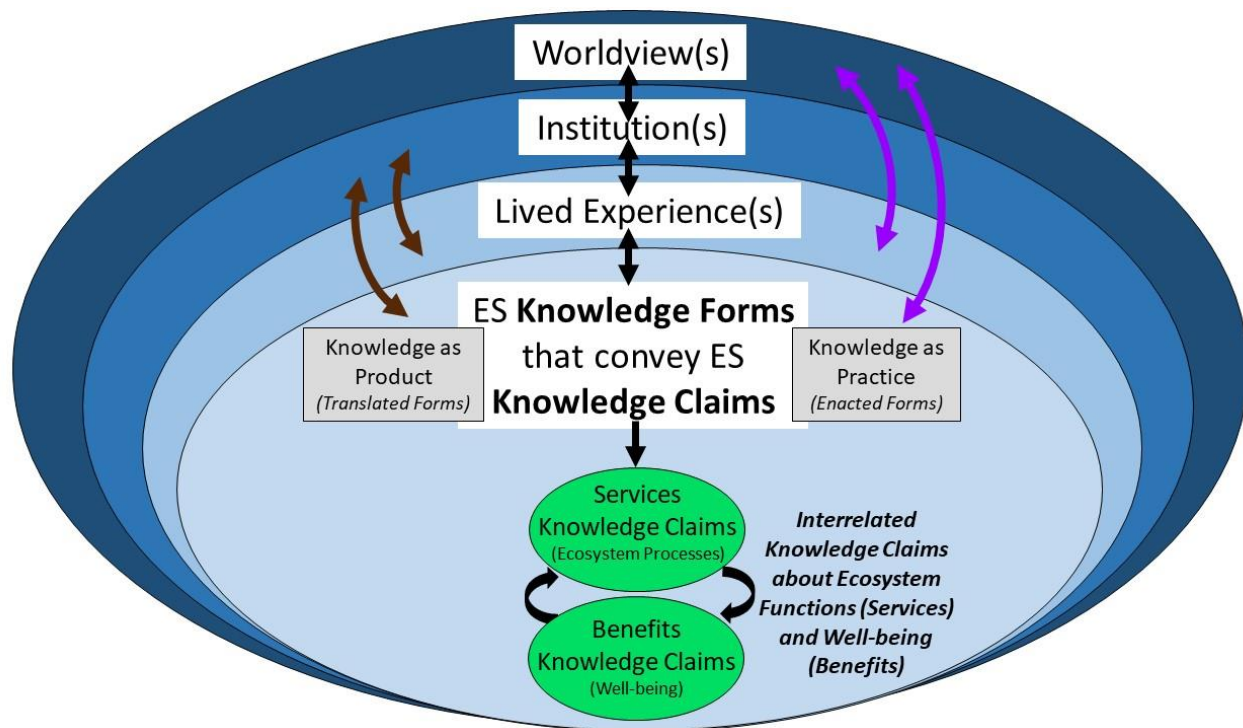 Worldview(s)
Institution(s)
Lived Experience(s)
ES Knowledge Forms
that convey ES
Knowledge Claims
Knowledge as
Product
(Translated Forms)
Knowledge as
Practice
(Enacted Forms)
Services
Knowledge Claims
(Ecosystem Processes)
Interrelated
Knowledge Claims
about Ecosystem
Functions (Services)
and Well-being
(Benefits)
Benefits
Knowledge Claims
(Well-being)